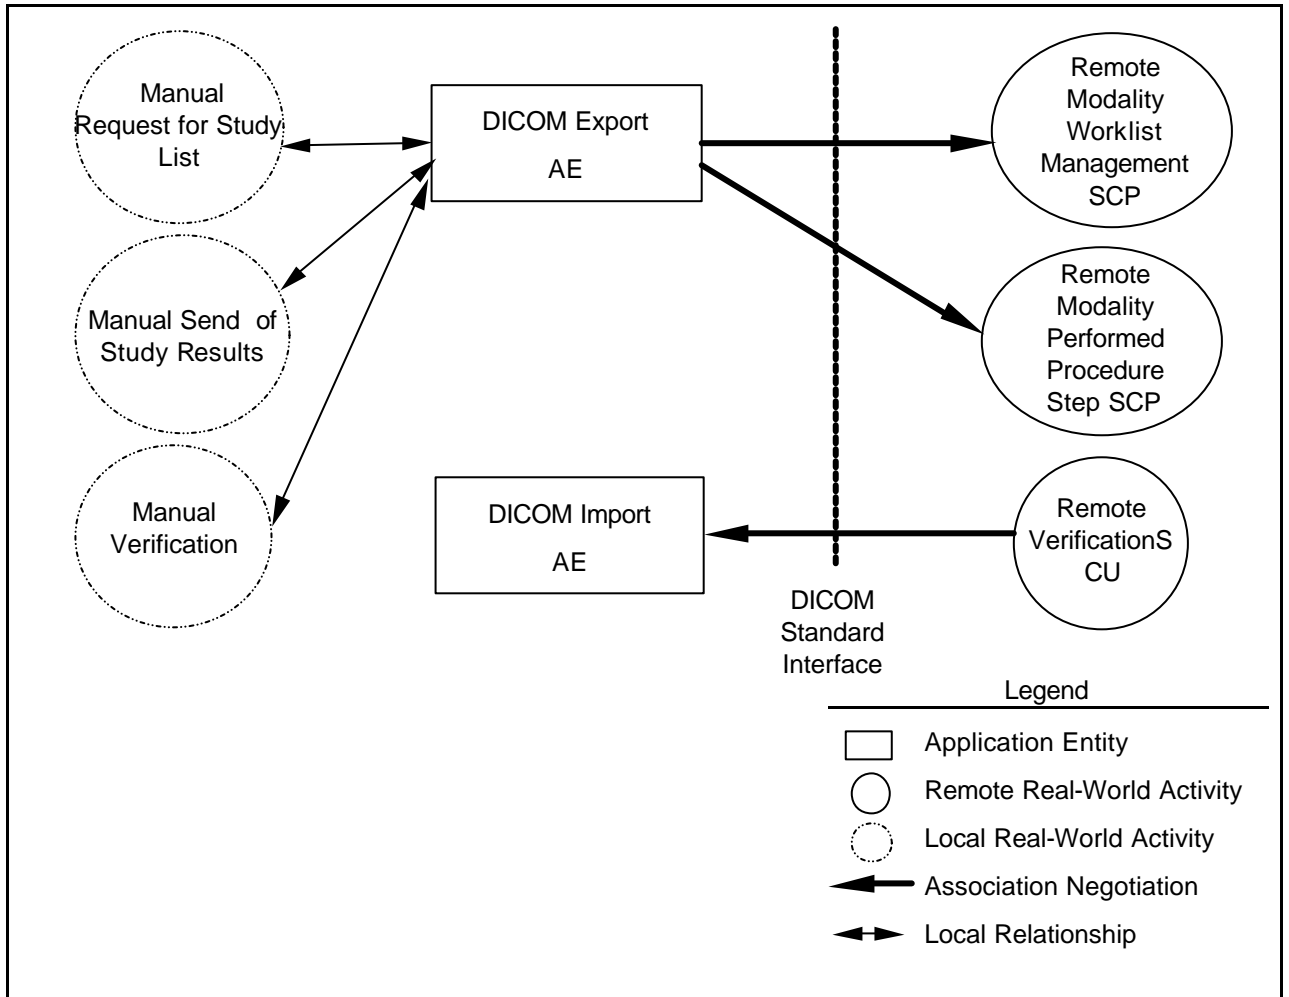 Manual
Request for Study
List
DICOM Export
AE
Remote
Modality
Worklist
Management
SCP
Manual Send of
Study Results
Remote
Modality
Performed
Procedure
Step SCP
Manual
Verification
DICOM Import
AE
Remote
VerificationS
CU
DICOM
Standard
Interface
Legend
Application Entity
Remote Real-World Activity
Local Real-World Activity
Association Negotiation
Local Relationship